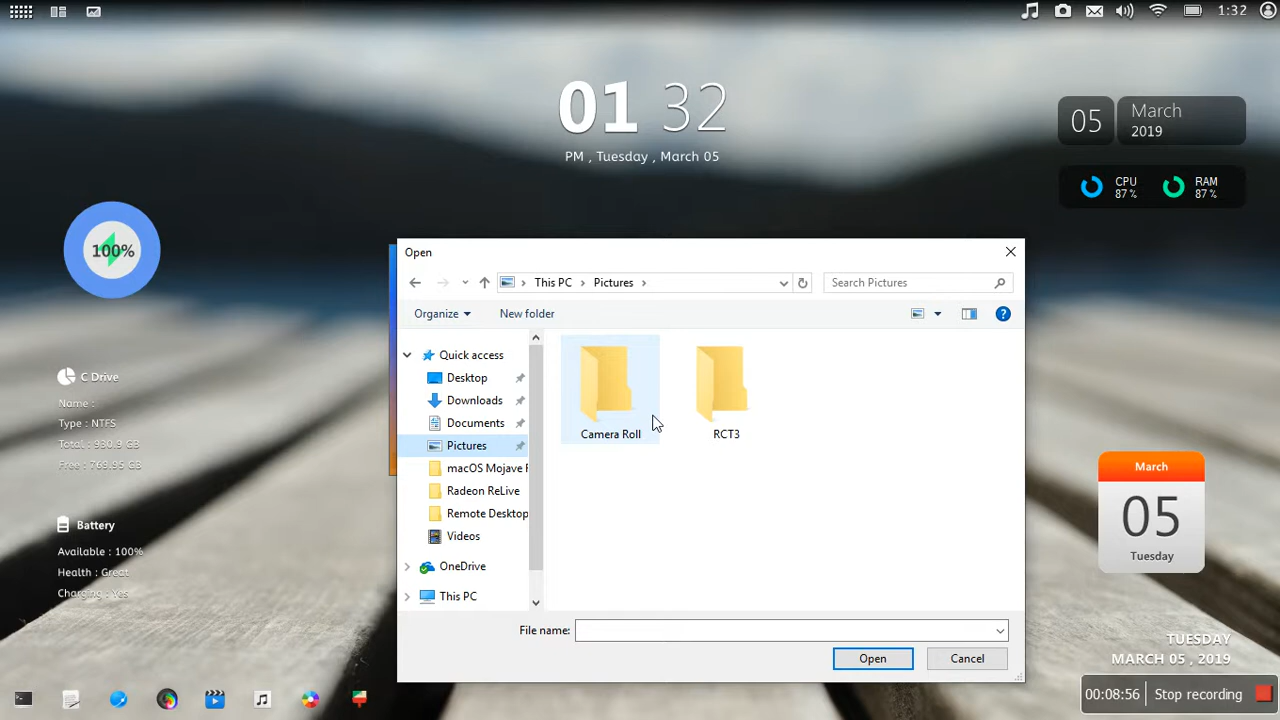 1:32
01 32
PM , Tuesday , March 05
05
March
2019
CPU
87 %
RAM
87 %
100%
C Drive
Name :
Type : NTFS
Total : 930.9 GB
Free : 769.95 GB
Battery
Available : 100%
Health : Great
Charging : Yes
Open
This PC
Pictures
Search Pictures
Organize
New folder
Quick access
Desktop
Downloads
Documents
Pictures
macOS Mojave
Radeon ReLive
Remote Desktop
Videos
OneDrive
This PC
Camera Roll
RCT3
File name:
Open
Cancel
March
05
Tuesday
TUESDAY
MARCH 05 , 2019
00:08:56
Stop recording